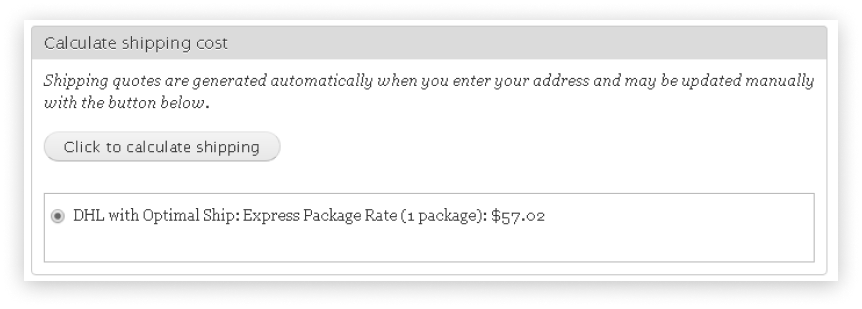 Calculate shipping cost
Shipping quotes are generated automatically when you enter your address and may be updated manually
with the button below.
Click to calculate shipping
DHL with Optimal Ship: Express Package Rate (1 package): $57.02